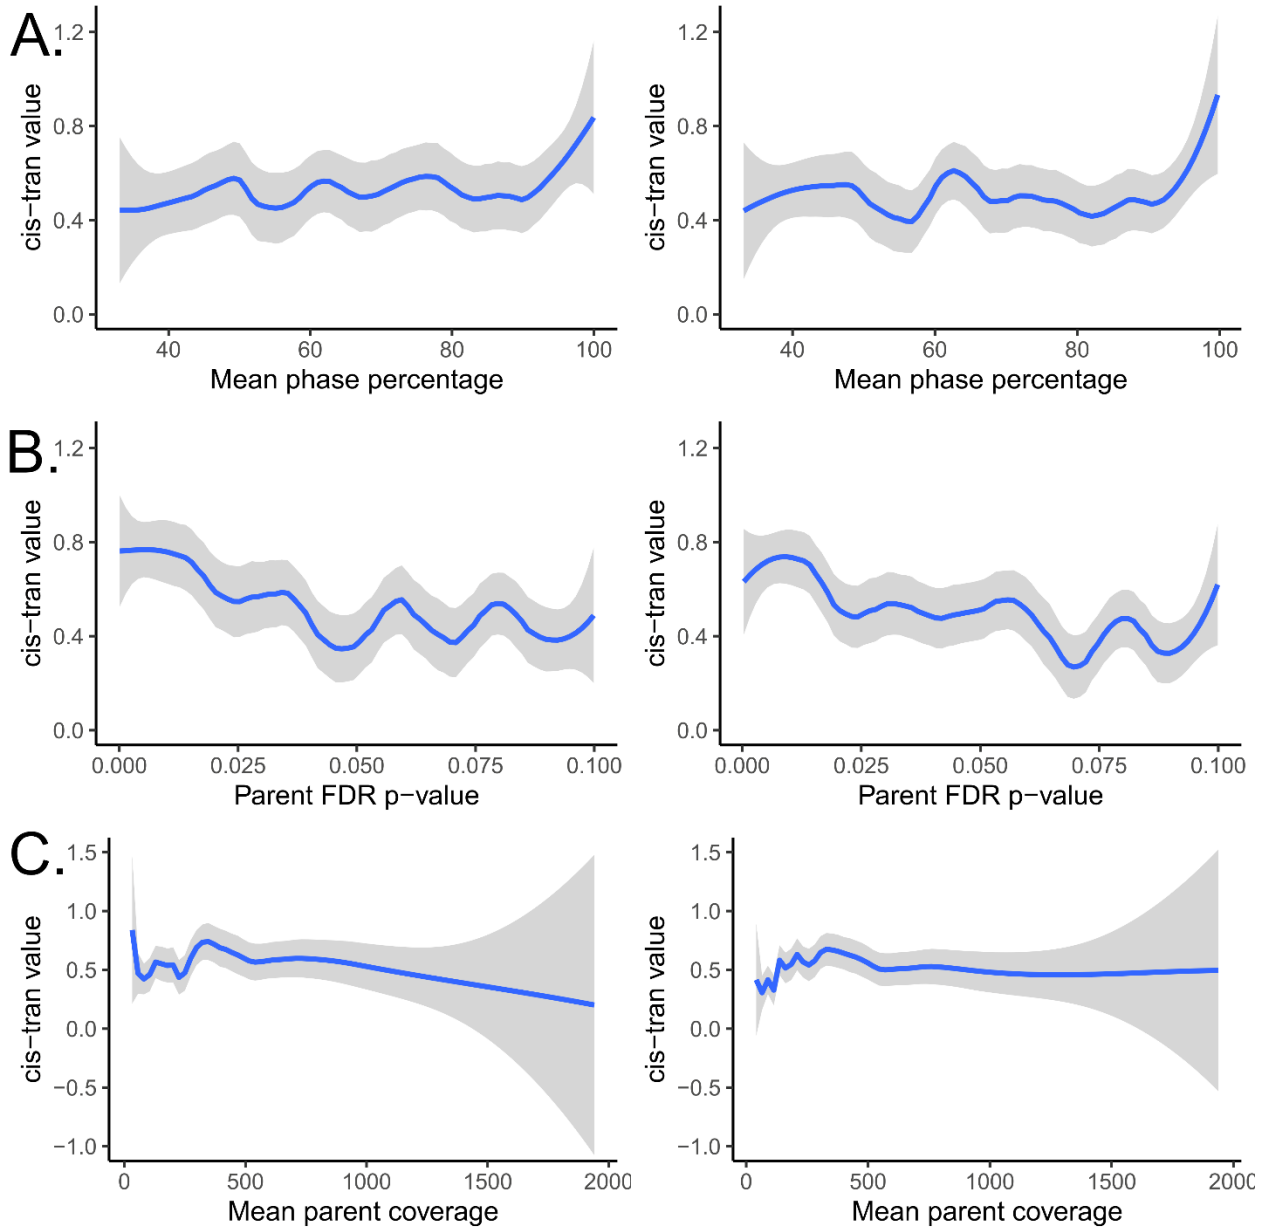 A.
1.2
0.8
0.4
0.0
cis−tran value
40 60 80 100
Mean phase percentage
1.2
0.8
0.4
0.0
cis−tran value
40 60 80 100
Mean phase percentage
B.
1.2
0.8
0.4
0.0
cis−tran value
0.000 0.025 0.050 0.075 0.100
Parent FDR p−value
1.2
0.8
0.4
0.0
cis−tran value
0.000 0.025 0.050 0.075 0.100
Parent FDR p−value
C.
1.5
1.0
0.5
0.0
−0.5
−1.0
cis−tran value
0 500 1000 1500 2000
Mean parent coverage
1.5
1.0
0.5
0.0
−0.5
−1.0
cis−tran value
0 500 1000 1500 2000
Mean parent coverage